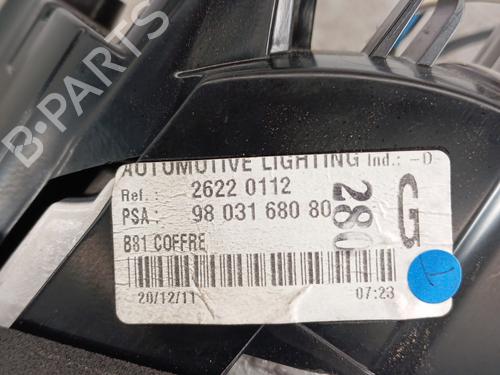 B-PARTS
AUTOMOTIVE LIGHTING Ind.: -D
Ref.: 2622 0112
PSA: 98 031 680 80
280
G
B81 COFFRE
20/12/11 07:23